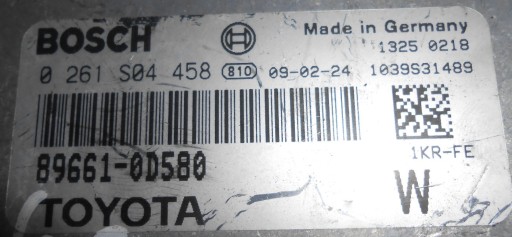 BOSCH
Made in Germany
1325 0218
0 261 S04 458 810 09-02-24 1039S31489
89661-0D580
1KR-FE
TOYOTA
W